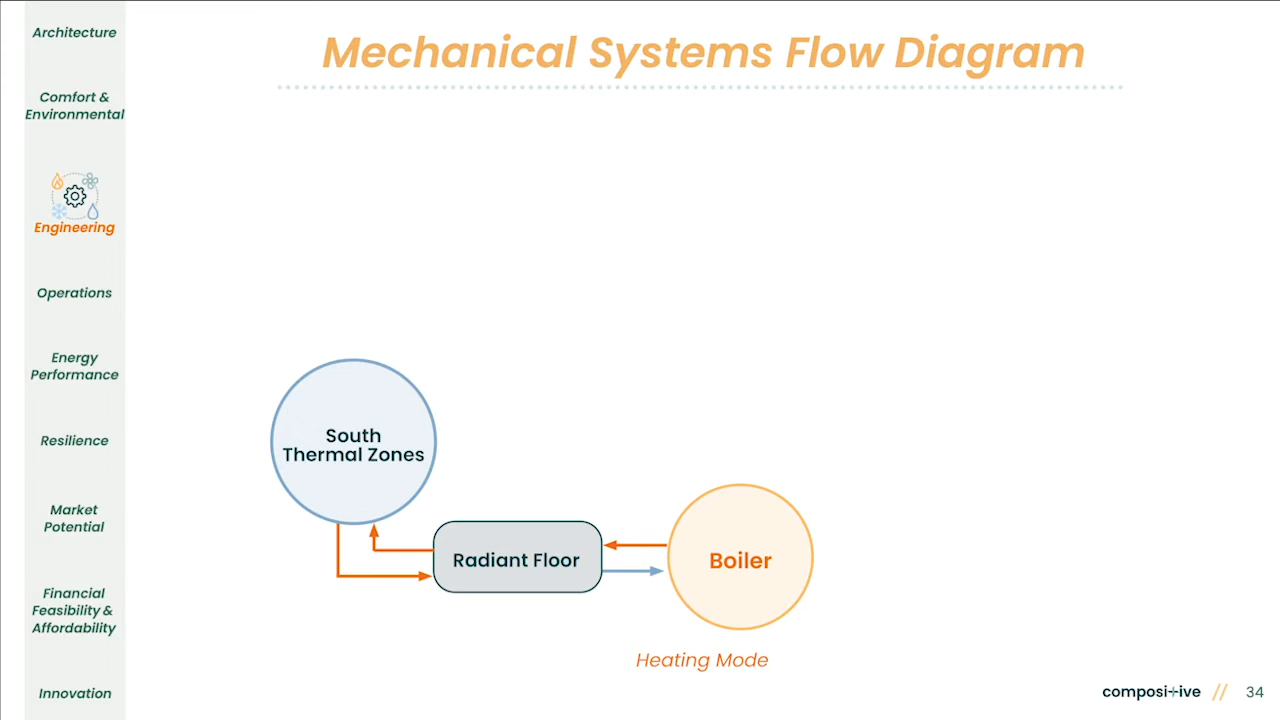 Architecture
Comfort &
Environmental
Engineering
Operations
Energy
Performance
Resilience
Market
Potential
Financial
Feasibility &
Affordability
Innovation
Mechanical Systems Flow Diagram
South
Thermal Zones
Radiant Floor
Boiler
Heating Mode
composi+ive // 34